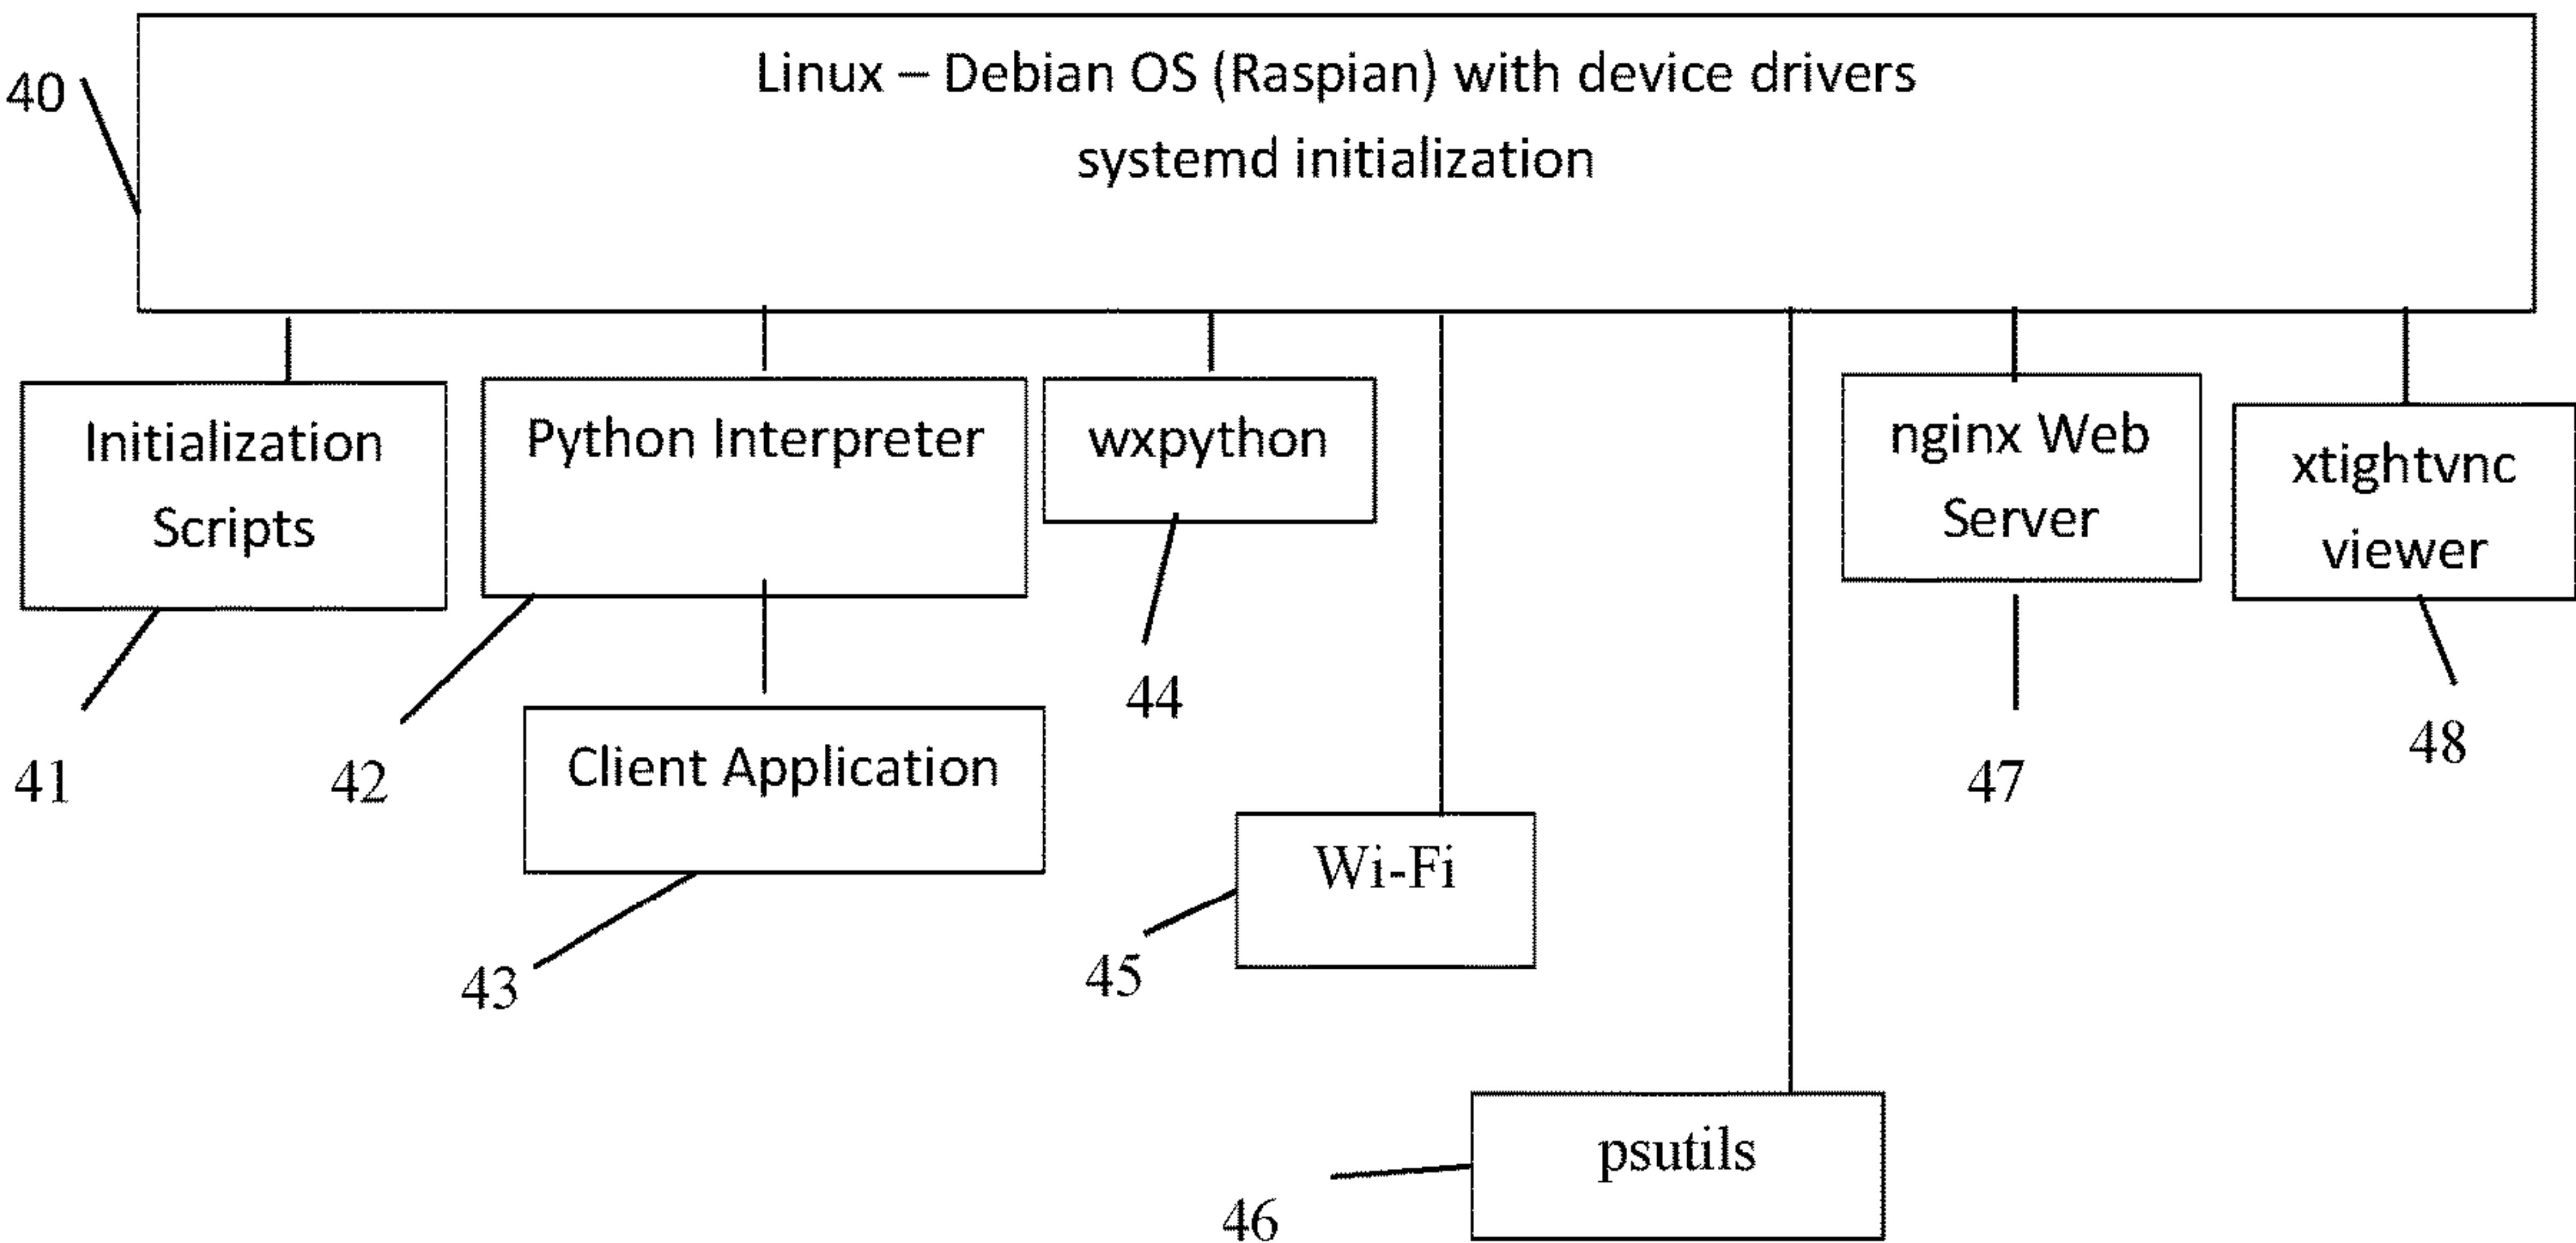 Linux – Debian OS (Raspian) with device drivers
systemd initialization
40
Initialization
Scripts
41
Python Interpreter
42
Client Application
43
wxpython
44
Wi-Fi
45
psutils
46
nginx Web
Server
47
xtightvnc
viewer
48